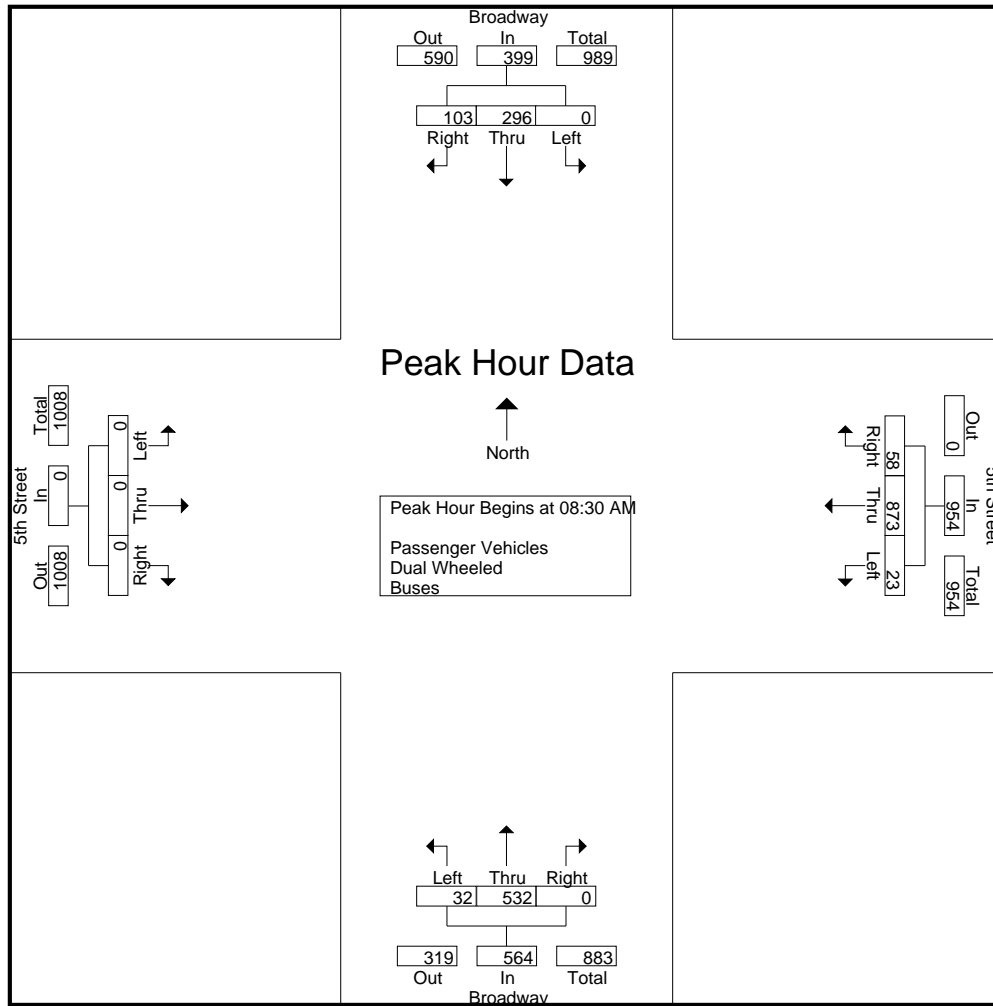 Broadway
Out In Total
590 399 989
103 296 0
Right Thru Left
Peak Hour Data
North
Peak Hour Begins at 08:30 AM
Passenger Vehicles
Dual Wheeled
Buses
5th Street
Out In Total
1008 0 1008
Right Thru Left
0 0 0
5th Street
Out In Total
0 954 954
Right Thru Left
58 873 23
Left Thru Right
32 532 0
319 564 883
Out In Total
Broadway